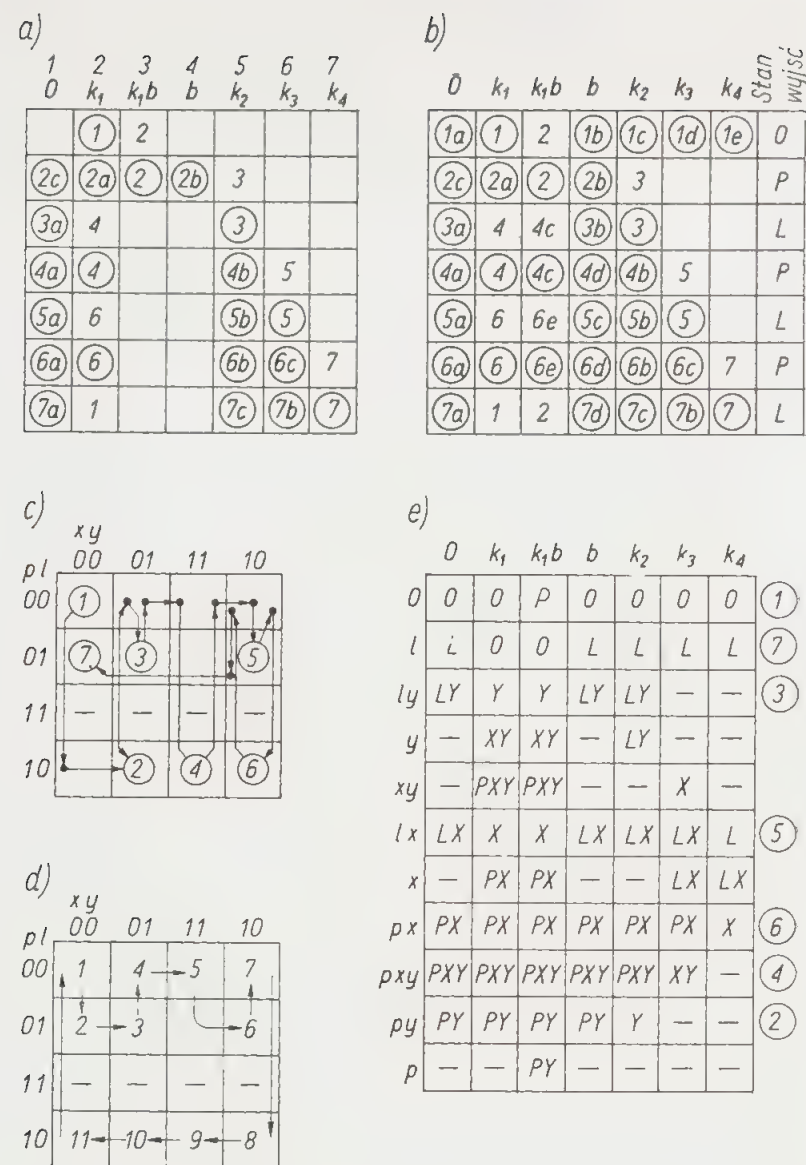 a)
1 2 3 4 5 6 7
0 k₁ k₁b b k₂ k₃ k₄
1 2
2c 2a 2 2b 3
3a 4 3
4a 4 4b 5
5a 6 5b 5
6a 6 6b 6c 7
7a 1 7c 7b 7
b)
0 k₁ k₁b b k₂ k₃ k₄ Stan wyjść
1a 1 2 1b 1c 1d 1e 0
2c 2a 2 2b 3 P
3a 4 4c 3b 3 L
4a 4 4c 4d 4b 5 P
5a 6 6e 5c 5b 5 L
6a 6 6e 6d 6b 6c 7 P
7a 1 2 7d 7c 7b 7 L
c)
xy
pl 00 01 11 10
00 1
01 7 3 5
11 — — — —
10 2 4 6
d)
xy
pl 00 01 11 10
00 1 4 5 7
01 2 3 6
11 — — — —
10 11 10 9 8
e)
0 k₁ k₁b b k₂ k₃ k₄
0 0 0 P 0 0 0 0 1
l L 0 0 L L L L 7
ly LY Y Y LY LY — — 3
y — XY XY — LY — —
xy — PXY PXY — — X —
lx LX X X LX LX LX L 5
x — PX PX — — LX LX
px PX PX PX PX PX PX X 6
pxy PXY PXY PXY PXY PXY XY — 4
py PY PY PY PY Y — — 2
p — — PY — — — —